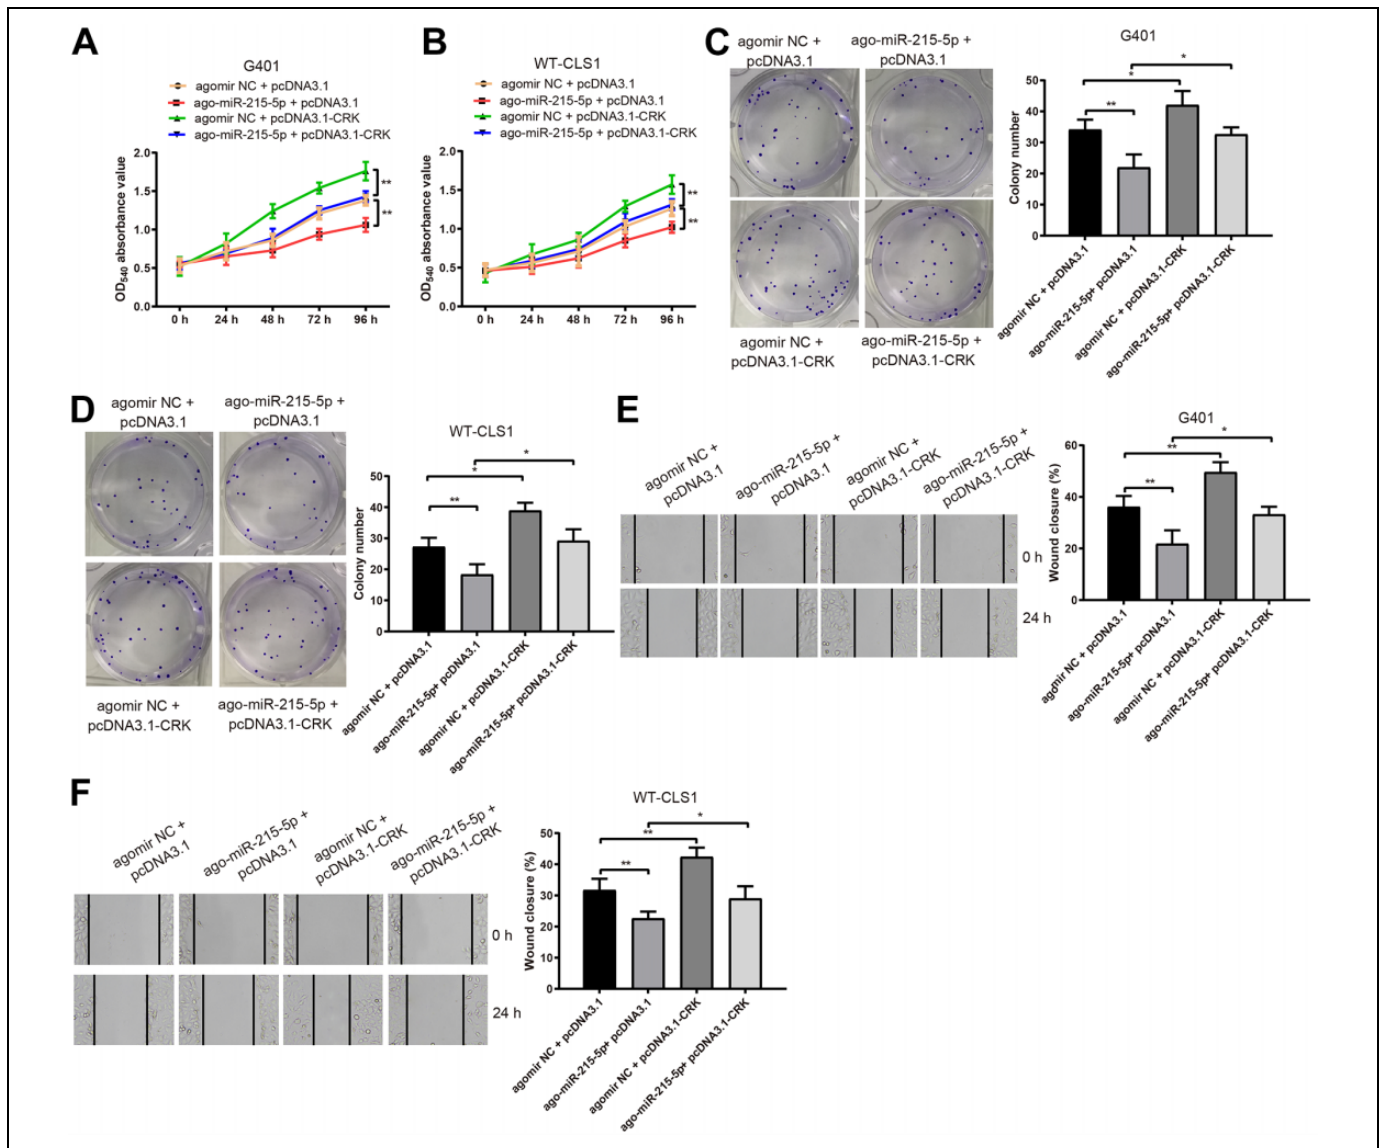 A
G401
agomir NC + pcDNA3.1
ago-miR-215-5p + pcDNA3.1
agomir NC + pcDNA3.1-CRK
ago-miR-215-5p + pcDNA3.1-CRK
OD540 absorbance value
2.0
1.5
1.0
0.5
0.0
0 h 24 h 48 h 72 h 96 h
**
**
B
WT-CLS1
agomir NC + pcDNA3.1
ago-miR-215-5p + pcDNA3.1
agomir NC + pcDNA3.1-CRK
ago-miR-215-5p + pcDNA3.1-CRK
OD540 absorbance value
2.0
1.5
1.0
0.5
0.0
0 h 24 h 48 h 72 h 96 h
**
**
C
agomir NC +
pcDNA3.1
ago-miR-215-5p +
pcDNA3.1
agomir NC +
pcDNA3.1-CRK
ago-miR-215-5p +
pcDNA3.1-CRK
G401
Colony number
50
40
30
20
10
0
**
*
*
agomir NC + pcDNA3.1
ago-miR-215-5p+ pcDNA3.1
agomir NC + pcDNA3.1-CRK
ago-miR-215-5p+ pcDNA3.1-CRK
D
agomir NC +
pcDNA3.1
ago-miR-215-5p +
pcDNA3.1
agomir NC +
pcDNA3.1-CRK
ago-miR-215-5p +
pcDNA3.1-CRK
WT-CLS1
Colony number
50
40
30
20
10
0
**
*
*
agomir NC + pcDNA3.1
ago-miR-215-5p+ pcDNA3.1
agomir NC + pcDNA3.1-CRK
ago-miR-215-5p+ pcDNA3.1-CRK
E
agomir NC +
pcDNA3.1
ago-miR-215-5p +
pcDNA3.1
agomir NC +
pcDNA3.1-CRK
ago-miR-215-5p +
pcDNA3.1-CRK
0 h
24 h
G401
Wound closure (%)
60
40
20
0
**
**
*
agomir NC + pcDNA3.1
ago-miR-215-5p+ pcDNA3.1
agomir NC + pcDNA3.1-CRK
ago-miR-215-5p+ pcDNA3.1-CRK
F
agomir NC +
pcDNA3.1
ago-miR-215-5p +
pcDNA3.1
agomir NC +
pcDNA3.1-CRK
ago-miR-215-5p +
pcDNA3.1-CRK
0 h
24 h
WT-CLS1
Wound closure (%)
50
40
30
20
10
0
**
**
*
agomir NC + pcDNA3.1
ago-miR-215-5p+ pcDNA3.1
agomir NC + pcDNA3.1-CRK
ago-miR-215-5p+ pcDNA3.1-CRK